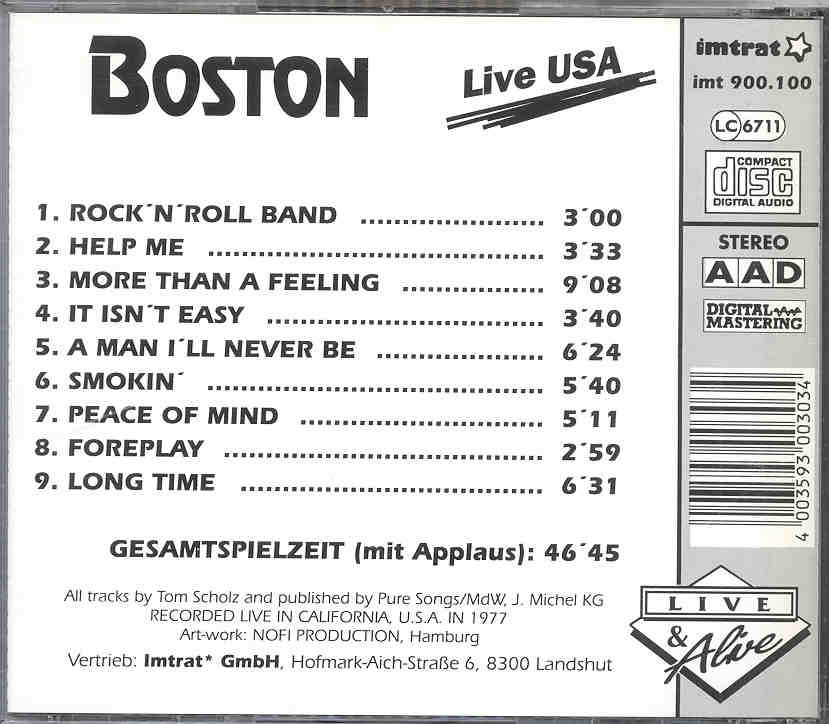 BOSTON
Live USA
1. ROCK´N´ROLL BAND ........................ 3´00
2. HELP ME ............................................ 3´33
3. MORE THAN A FEELING .................. 9´08
4. IT ISN´T EASY .................................... 3´40
5. A MAN I´LL NEVER BE ...................... 6´24
6. SMOKIN´ ............................................ 5´40
7. PEACE OF MIND ................................ 5´11
8. FOREPLAY .......................................... 2´59
9. LONG TIME ........................................ 6´31
GESAMTSPIELZEIT (mit Applaus): 46´45
All tracks by Tom Scholz and published by Pure Songs/MdW, J. Michel KG
RECORDED LIVE IN CALIFORNIA, U.S.A. IN 1977
Art-work: NOFI PRODUCTION, Hamburg
Vertrieb: Imtrat* GmbH, Hofmark-Aich-Straße 6, 8300 Landshut
imtrat
imt 900.100
LC 6711
COMPACT
disc
DIGITAL AUDIO
STEREO
AAD
DIGITAL
MASTERING
4 003593 003034
LIVE
& Alive